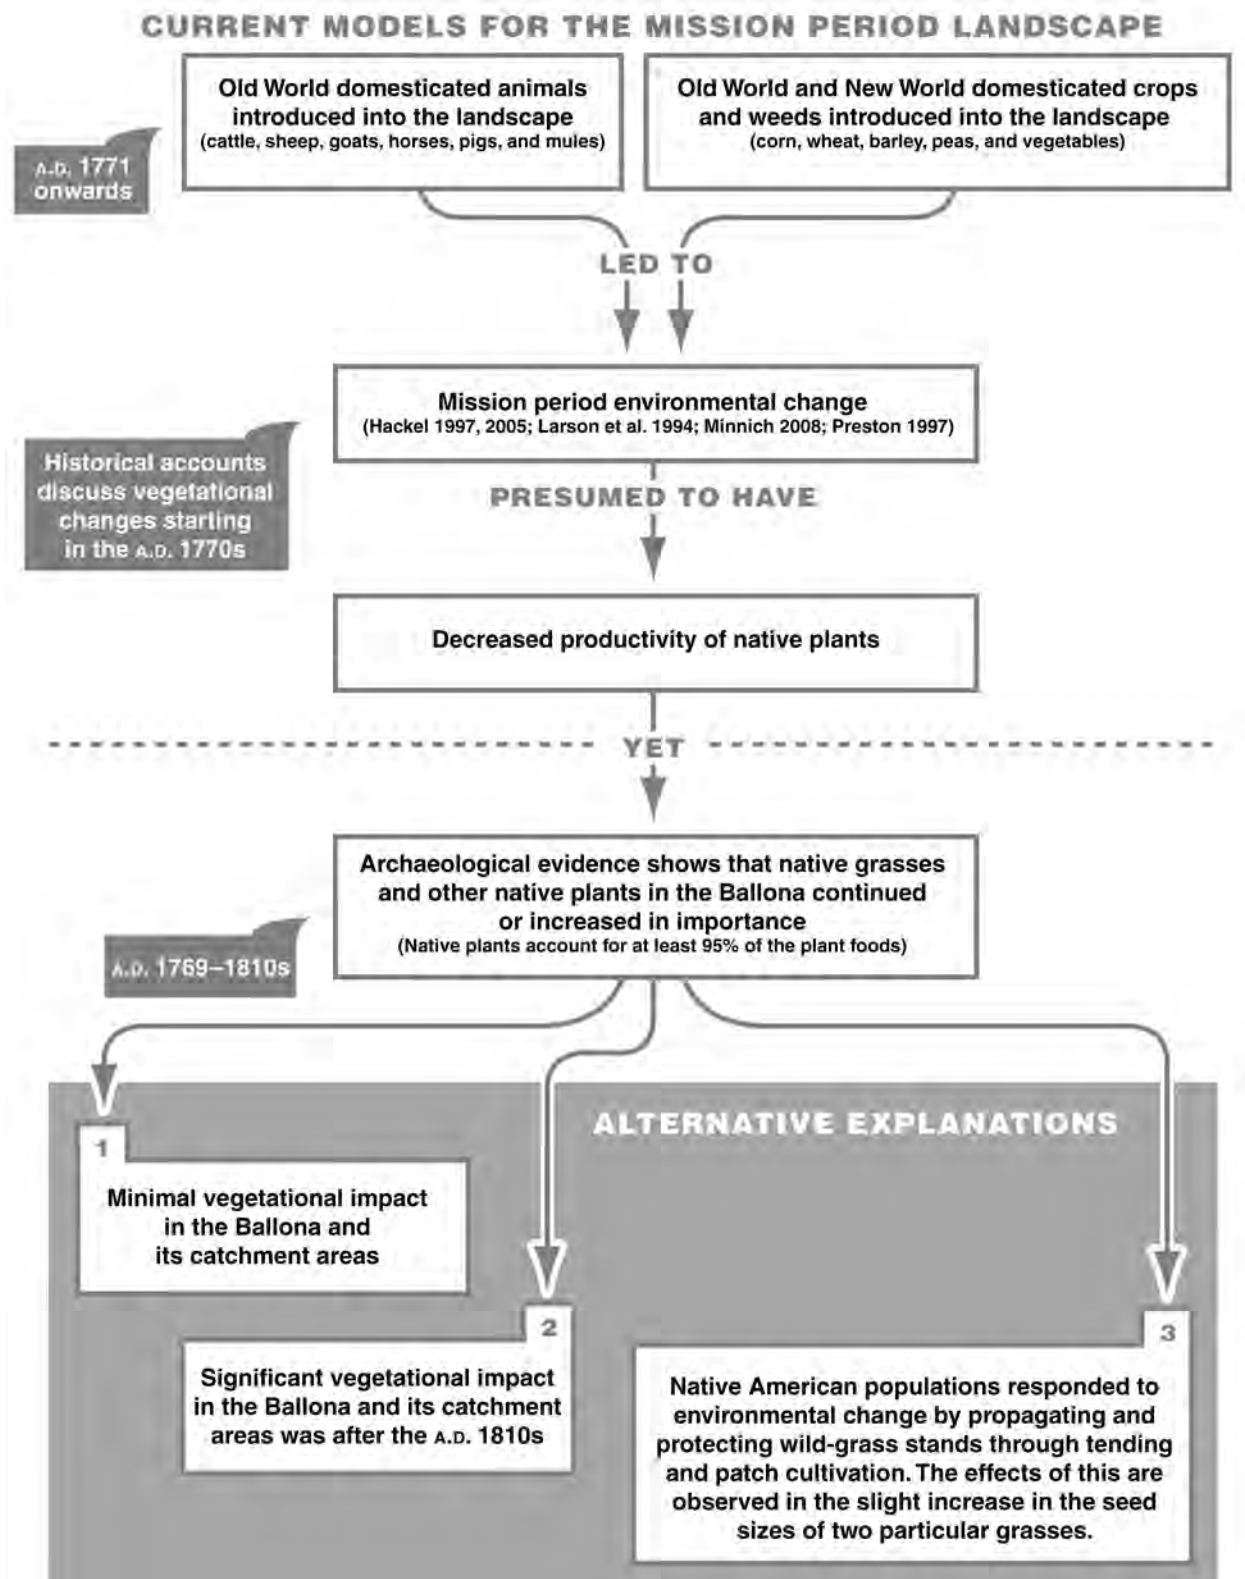 CURRENT MODELS FOR THE MISSION PERIOD LANDSCAPE
Old World domesticated animals
introduced into the landscape
(cattle, sheep, goats, horses, pigs, and mules)
Old World and New World domesticated crops
and weeds introduced into the landscape
(corn, wheat, barley, peas, and vegetables)
A.D. 1771
onwards
LED TO
Mission period environmental change
(Hackel 1997, 2005; Larson et al. 1994; Minnich 2008; Preston 1997)
Historical accounts
discuss vegetational
changes starting
in the A.D. 1770s
PRESUMED TO HAVE
Decreased productivity of native plants
YET
Archaeological evidence shows that native grasses
and other native plants in the Ballona continued
or increased in importance
(Native plants account for at least 95% of the plant foods)
A.D. 1769–1810s
ALTERNATIVE EXPLANATIONS
1
Minimal vegetational impact
in the Ballona and
its catchment areas
2
Significant vegetational impact
in the Ballona and its catchment
areas was after the A.D. 1810s
3
Native American populations responded to
environmental change by propagating and
protecting wild-grass stands through tending
and patch cultivation. The effects of this are
observed in the slight increase in the seed
sizes of two particular grasses.